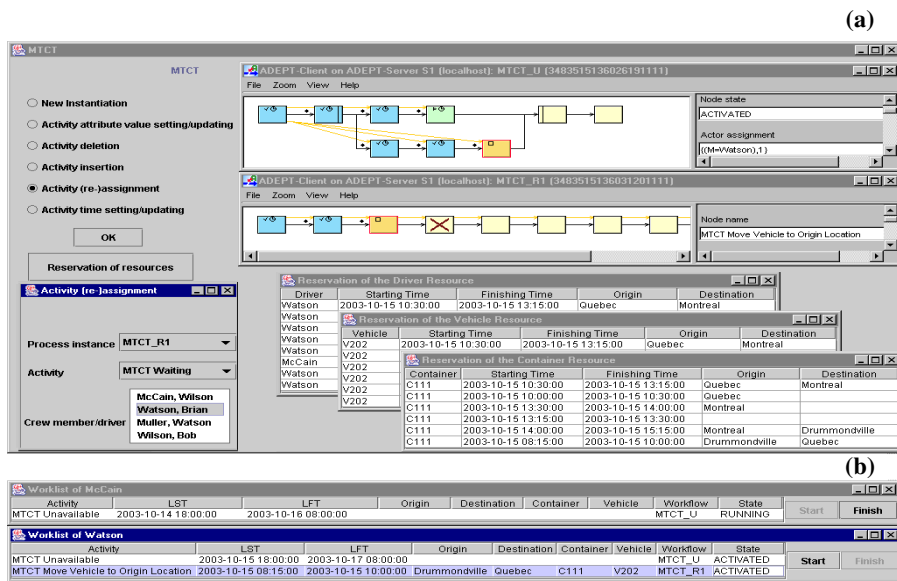 (a)
MTCT
MTCT
New Instantiation
Activity attribute value setting/updating
Activity deletion
Activity insertion
Activity (re-)assignment
Activity time setting/updating
OK
Reservation of resources
ADEPT-Client on ADEPT-Server S1 (localhost): MTCT_U (3483515136026191111)
File Zoom View Help
Node state
ACTIVATED
Actor assignment
{(M=Watson),1}
ADEPT-Client on ADEPT-Server S1 (localhost): MTCT_R1 (3483515136031201111)
File Zoom View Help
Node name
MTCT Move Vehicle to Origin Location
Activity (re-)assignment
Process instance MTCT_R1
Activity MTCT Waiting
Crew member/driver
McCain, Wilson
Watson, Brian
Muller, Watson
Wilson, Bob
Reservation of the Driver Resource
Driver Starting Time Finishing Time Origin Destination
Watson 2003-10-15 10:30:00 2003-10-15 13:15:00 Quebec Montreal
Watson
Watson
Watson
Watson
McCain
Watson
Watson
Reservation of the Vehicle Resource
Vehicle Starting Time Finishing Time Origin Destination
V202 2003-10-15 10:30:00 2003-10-15 13:15:00 Quebec Montreal
V202
V202
V202
V202
V202
Reservation of the Container Resource
Container Starting Time Finishing Time Origin Destination
C111 2003-10-15 10:30:00 2003-10-15 13:15:00 Quebec Montreal
C111 2003-10-15 10:00:00 2003-10-15 10:30:00 Quebec
C111 2003-10-15 13:30:00 2003-10-15 14:00:00 Montreal
C111 2003-10-15 13:15:00 2003-10-15 13:30:00
C111 2003-10-15 14:00:00 2003-10-15 15:15:00 Montreal Drummondville
C111 2003-10-15 08:15:00 2003-10-15 10:00:00 Drummondville Quebec
(b)
Worklist of McCain
Activity LST LFT Origin Destination Container Vehicle Workflow State
MTCT Unavailable 2003-10-14 18:00:00 2003-10-16 08:00:00 MTCT_U RUNNING
Start Finish
Worklist of Watson
Activity LST LFT Origin Destination Container Vehicle Workflow State
MTCT Unavailable 2003-10-15 18:00:00 2003-10-17 08:00:00 MTCT_U ACTIVATED
MTCT Move Vehicle to Origin Location 2003-10-15 08:15:00 2003-10-15 10:00:00 Drummondville Quebec C111 V202 MTCT_R1 ACTIVATED
Start Finish